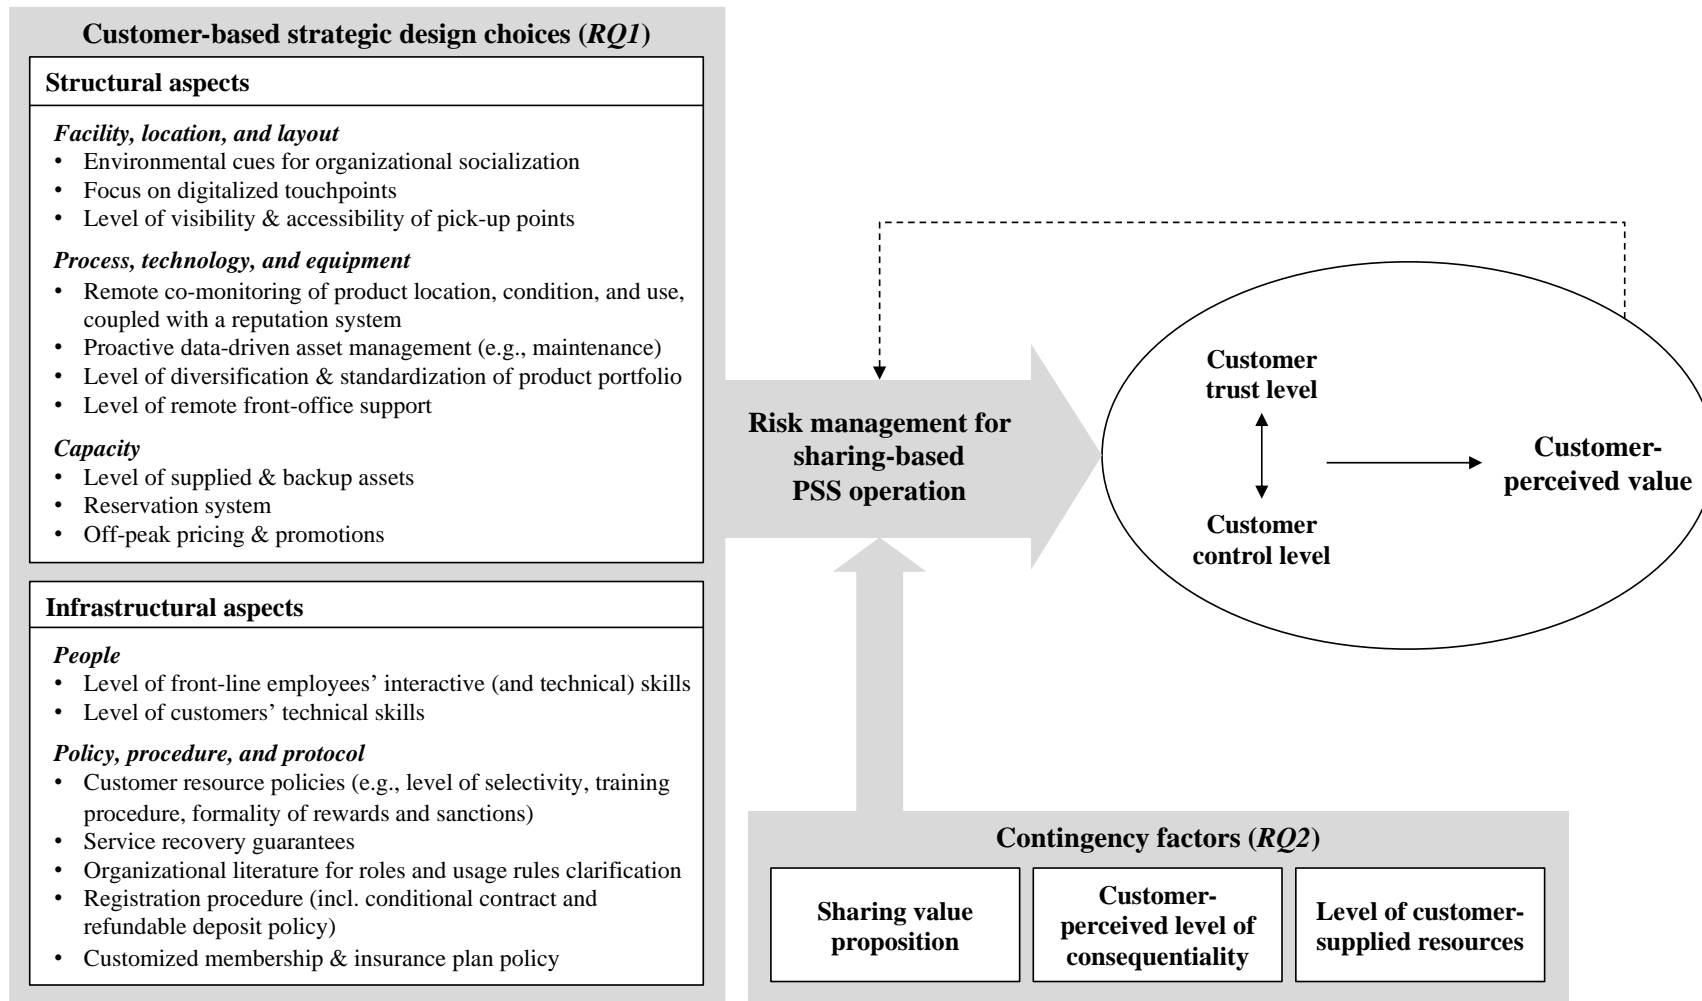 Customer-based strategic design choices (RQ1)
Structural aspects
Facility, location, and layout
• Environmental cues for organizational socialization
• Focus on digitalized touchpoints
• Level of visibility & accessibility of pick-up points
Process, technology, and equipment
• Remote co-monitoring of product location, condition, and use,
coupled with a reputation system
• Proactive data-driven asset management (e.g., maintenance)
• Level of diversification & standardization of product portfolio
• Level of remote front-office support
Capacity
• Level of supplied & backup assets
• Reservation system
• Off-peak pricing & promotions
Infrastructural aspects
People
• Level of front-line employees’ interactive (and technical) skills
• Level of customers’ technical skills
Policy, procedure, and protocol
• Customer resource policies (e.g., level of selectivity, training
procedure, formality of rewards and sanctions)
• Service recovery guarantees
• Organizational literature for roles and usage rules clarification
• Registration procedure (incl. conditional contract and
refundable deposit policy)
• Customized membership & insurance plan policy
Risk management for
sharing-based
PSS operation
Customer
trust level
Customer
control level
Customer-
perceived value
Contingency factors (RQ2)
Sharing value
proposition
Customer-
perceived level of
consequentiality
Level of customer-
supplied resources